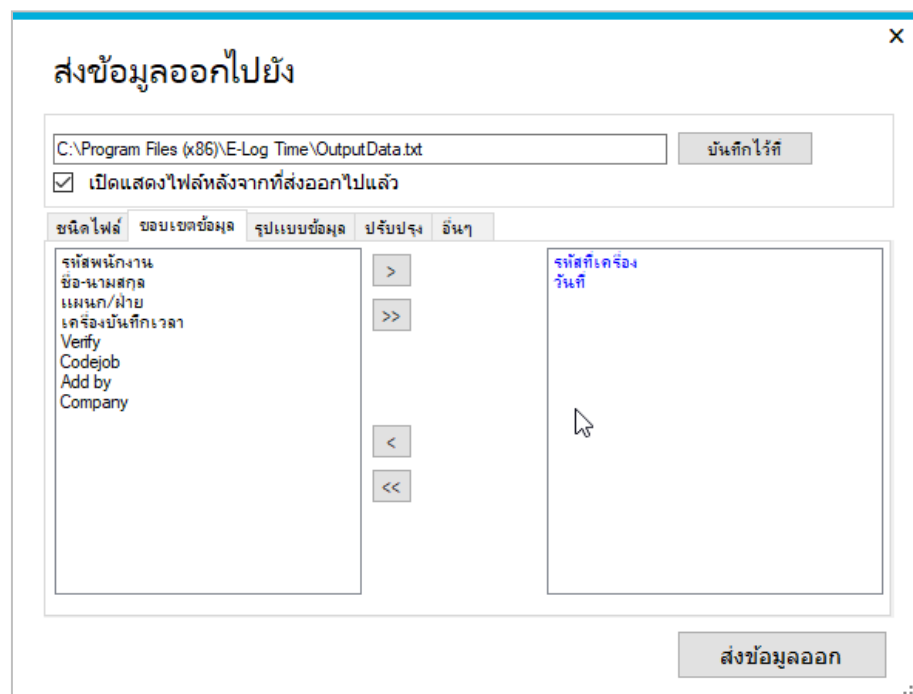 ×
ส่งข้อมูลออกไปยัง
C:\Program Files (x86)\E-Log Time\OutputData.txt
บันทึกไว้ที่
เปิดแสดงไฟล์หลังจากที่ส่งออกไปแล้ว
ชนิดไฟล์ ขอบเขตข้อมูล รูปแบบข้อมูล ปรับปรุง อื่นๆ
รหัสพนักงาน
ชื่อ-นามสกุล
แผนก/ฝ่าย
เครื่องบันทึกเวลา
Verify
Codejob
Add by
Company
>
>>
<
<<
รหัสที่เครื่อง
วันที่
ส่งข้อมูลออก